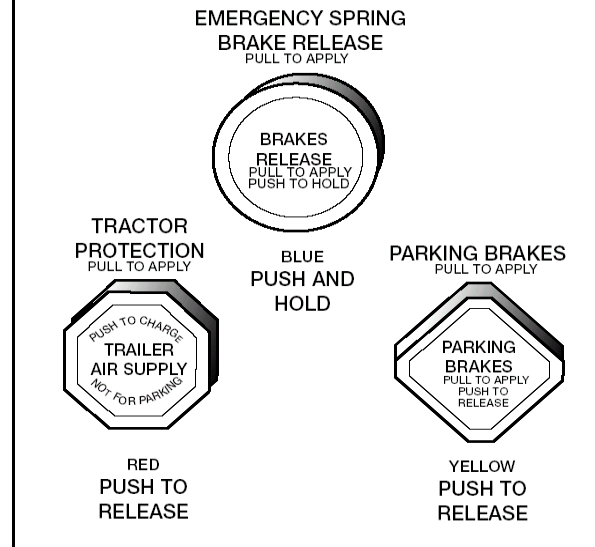 EMERGENCY SPRING
BRAKE RELEASE
PULL TO APPLY
BRAKES
RELEASE
PULL TO APPLY
PUSH TO HOLD
BLUE
PUSH AND
HOLD
TRACTOR
PROTECTION
PULL TO APPLY
PUSH TO CHARGE
TRAILER
AIR SUPPLY
NOT FOR PARKING
RED
PUSH TO
RELEASE
PARKING BRAKES
PULL TO APPLY
PARKING
BRAKES
PULL TO APPLY
PUSH TO
RELEASE
YELLOW
PUSH TO
RELEASE